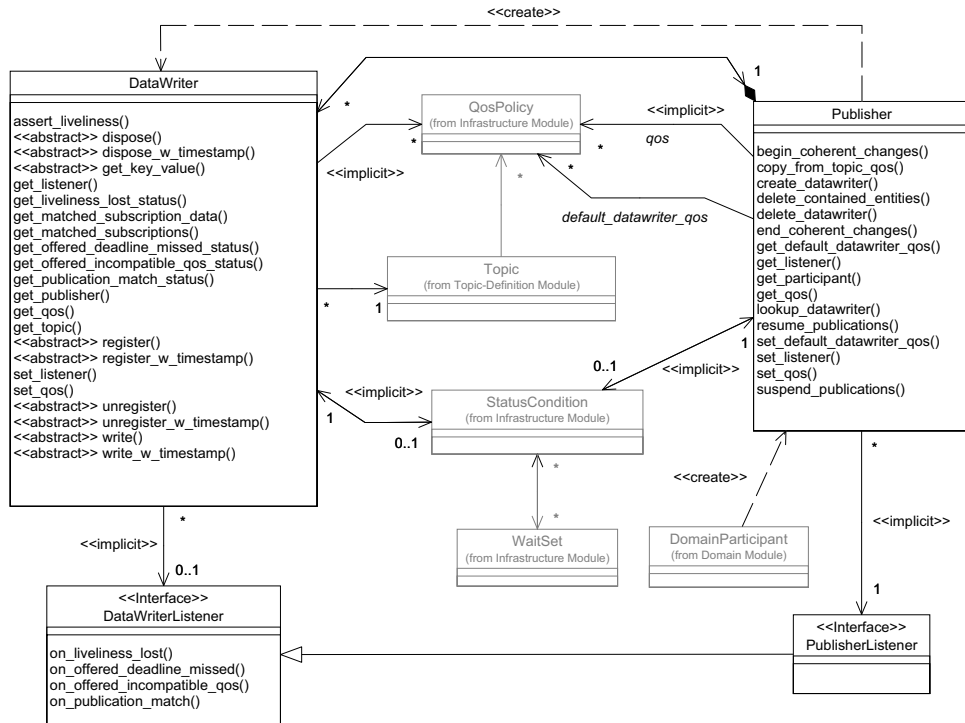 <<create>>
DataWriter
assert_liveliness()
<<abstract>> dispose()
<<abstract>> dispose_w_timestamp()
<<abstract>> get_key_value()
get_listener()
get_liveliness_lost_status()
get_matched_subscription_data()
get_matched_subscriptions()
get_offered_deadline_missed_status()
get_offered_incompatible_qos_status()
get_publication_match_status()
get_publisher()
get_qos()
get_topic()
<<abstract>> register()
<<abstract>> register_w_timestamp()
set_listener()
set_qos()
<<abstract>> unregister()
<<abstract>> unregister_w_timestamp()
<<abstract>> write()
<<abstract>> write_w_timestamp()
*
1
QosPolicy
(from Infrastructure Module)
*
*
*
*
<<implicit>>
<<implicit>>
qos
default_datawriter_qos
Publisher
begin_coherent_changes()
copy_from_topic_qos()
create_datawriter()
delete_contained_entities()
delete_datawriter()
end_coherent_changes()
get_default_datawriter_qos()
get_listener()
get_participant()
get_qos()
lookup_datawriter()
resume_publications()
set_default_datawriter_qos()
set_listener()
set_qos()
suspend_publications()
Topic
(from Topic-Definition Module)
*
1
1
0..1
<<implicit>>
<<implicit>>
1
0..1
StatusCondition
(from Infrastructure Module)
*
*
WaitSet
(from Infrastructure Module)
<<create>>
DomainParticipant
(from Domain Module)
*
<<implicit>>
0..1
*
<<implicit>>
1
<<Interface>>
DataWriterListener
on_liveliness_lost()
on_offered_deadline_missed()
on_offered_incompatible_qos()
on_publication_match()
<<Interface>>
PublisherListener